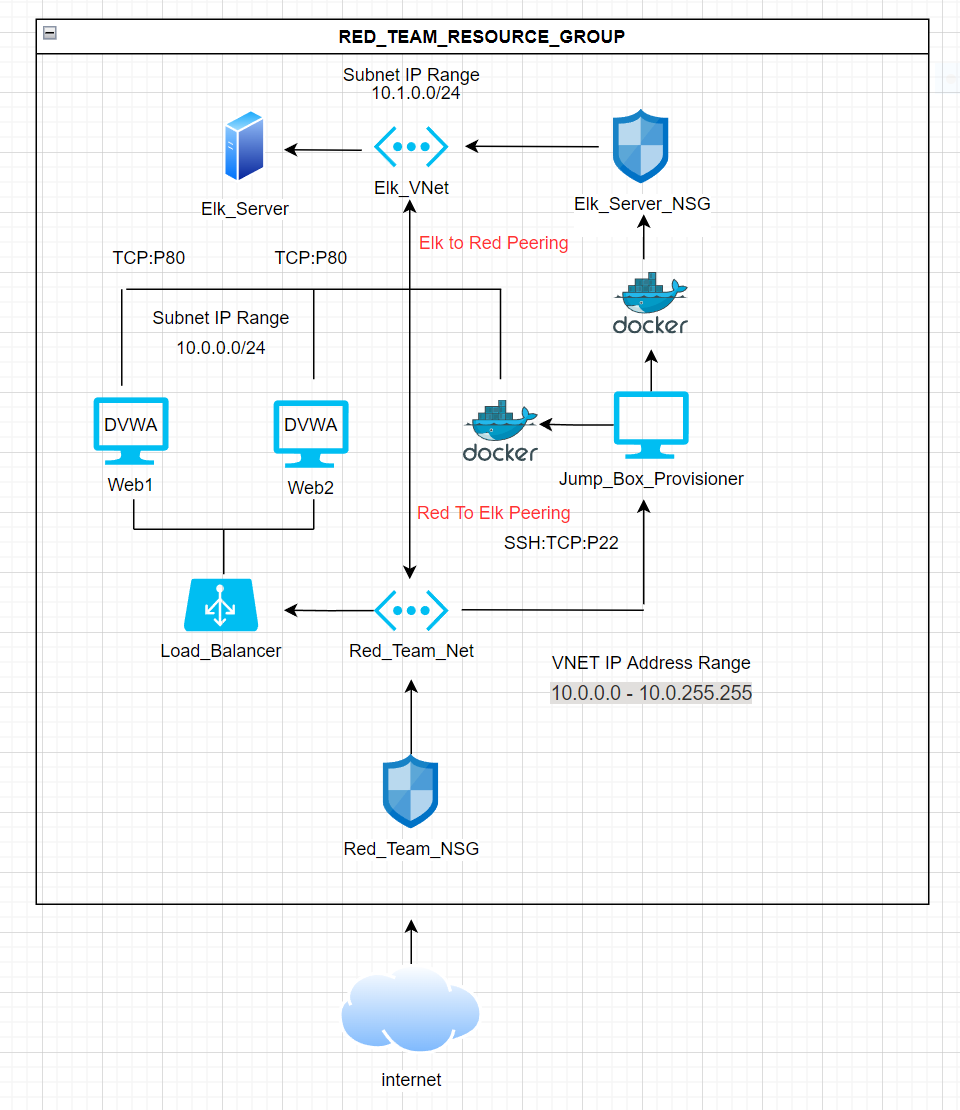 RED_TEAM_RESOURCE_GROUP
Subnet IP Range
10.1.0.0/24
Elk_VNet
Elk_Server
Elk_Server_NSG
Elk to Red Peering
TCP:P80
TCP:P80
Subnet IP Range
10.0.0.0/24
docker
DVWA
DVWA
docker
Web1
Web2
Jump_Box_Provisioner
Red To Elk Peering
SSH:TCP:P22
Load_Balancer
Red_Team_Net
VNET IP Address Range
10.0.0.0 - 10.0.255.255
Red_Team_NSG
internet